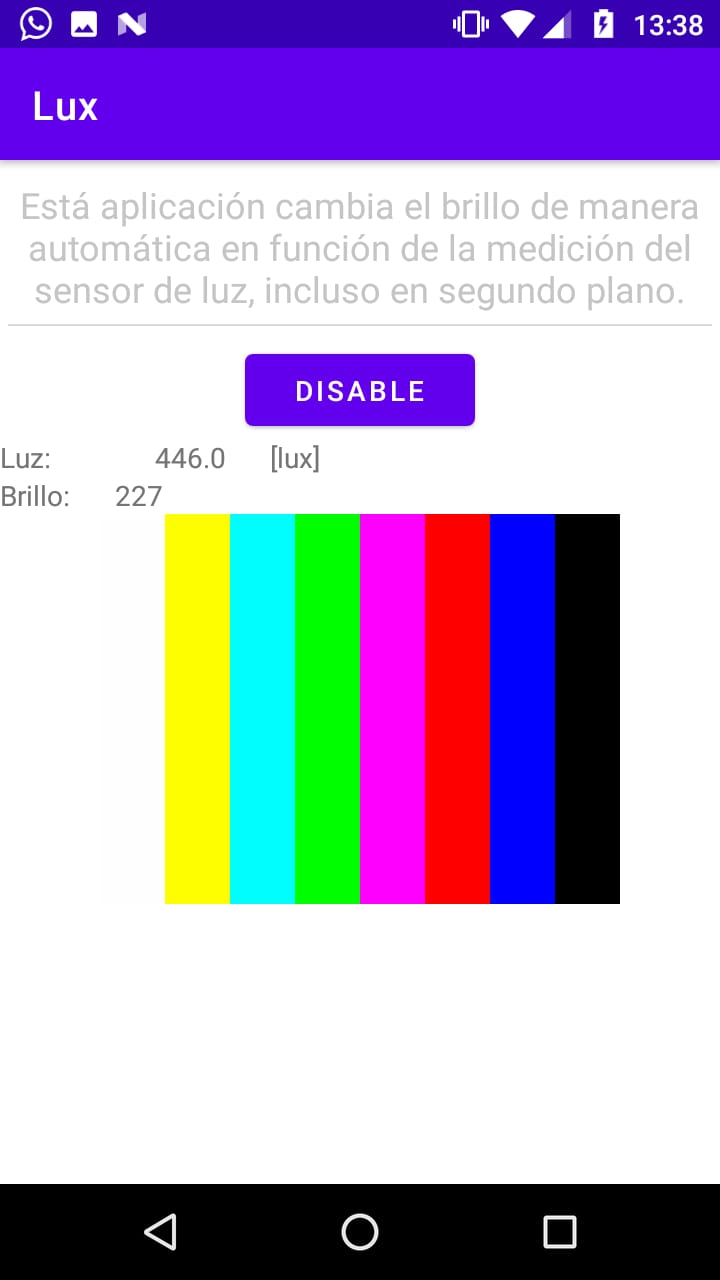 13:38
Lux
Está aplicación cambia el brillo de manera
automática en función de la medición del
sensor de luz, incluso en segundo plano.
DISABLE
Luz: 446.0 [lux]
Brillo: 227